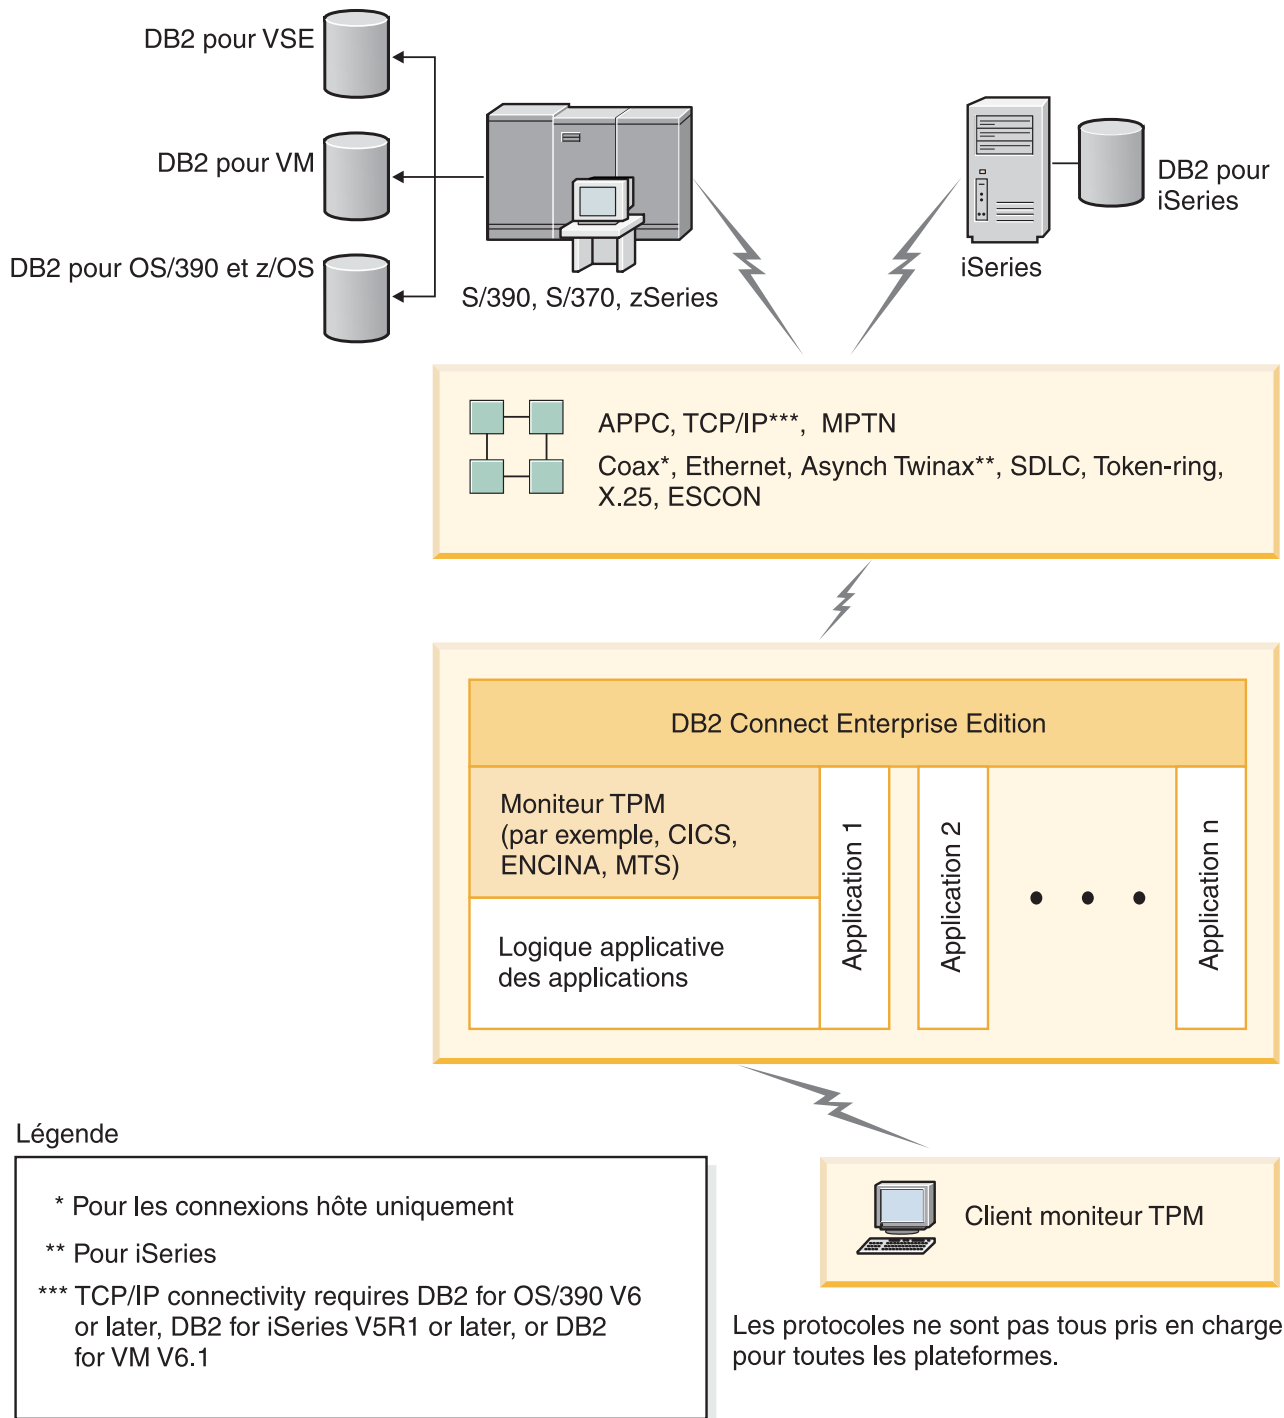 DB2 pour VSE
DB2 pour VM
DB2 pour OS/390 et z/OS
S/390, S/370, zSeries
DB2 pour
iSeries
iSeries
APPC, TCP/IP***, MPTN
Coax*, Ethernet, Asynch Twinax**, SDLC, Token-ring,
X.25, ESCON
DB2 Connect Enterprise Edition
Moniteur TPM
(par exemple, CICS,
ENCINA, MTS)
Logique applicative
des applications
Application 1
Application 2
Application n
Légende
* Pour les connexions hôte uniquement
** Pour iSeries
*** TCP/IP connectivity requires DB2 for OS/390 V6
or later, DB2 for iSeries V5R1 or later, or DB2
for VM V6.1
Client moniteur TPM
Les protocoles ne sont pas tous pris en charge
pour toutes les plateformes.